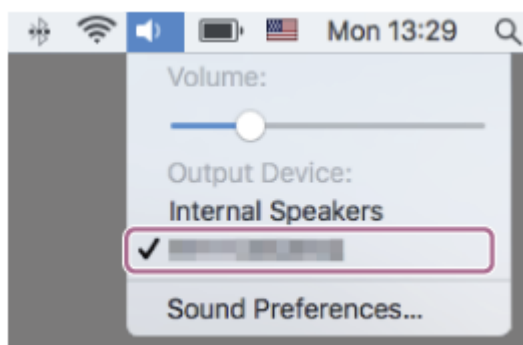 Mon 13:29
Volume:
Output Device:
Internal Speakers
Sound Preferences...